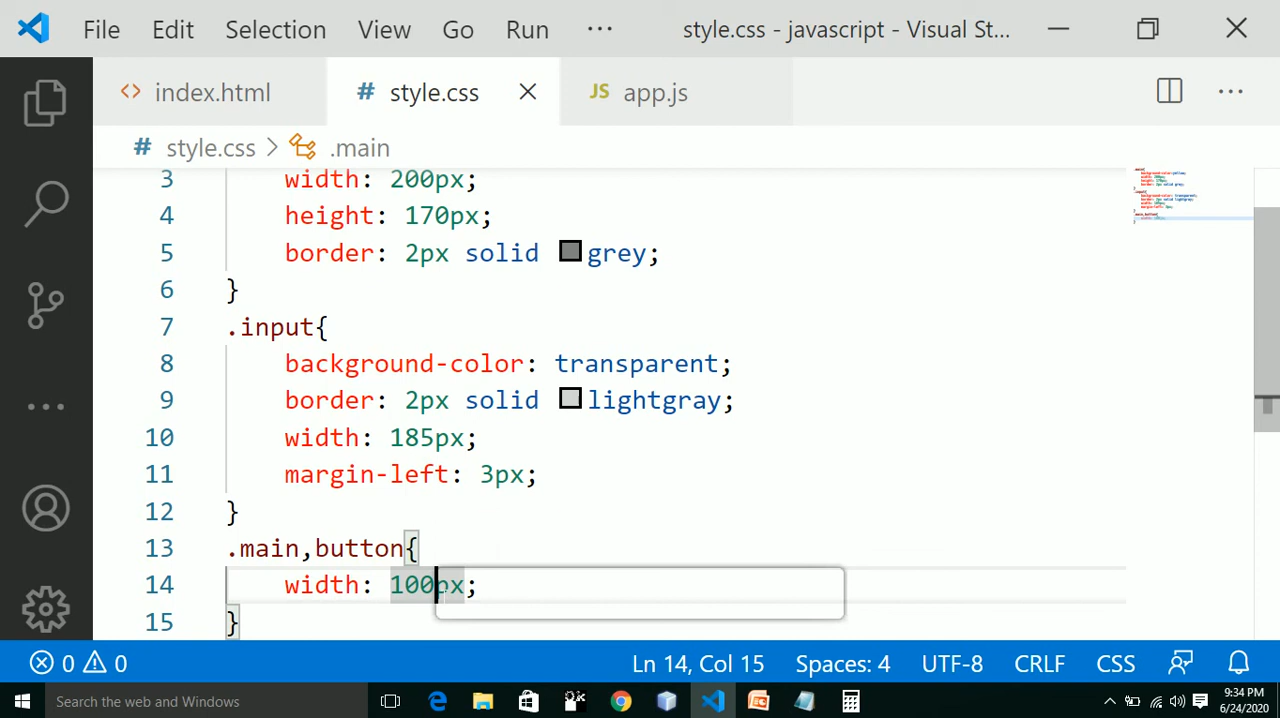 File Edit Selection View Go Run ··· style.css - javascript - Visual St...
<> index.html # style.css JS app.js ···
# style.css > .main
3 width: 200px;
4 height: 170px;
5 border: 2px solid grey;
6 }
7 .input{
8 background-color: transparent;
9 border: 2px solid lightgray;
10 width: 185px;
11 margin-left: 3px;
12 }
13 .main,button{
14 width: 100px;
15 }
0 0 Ln 14, Col 15 Spaces: 4 UTF-8 CRLF CSS
Search the web and Windows 9:34 PM
6/24/2020